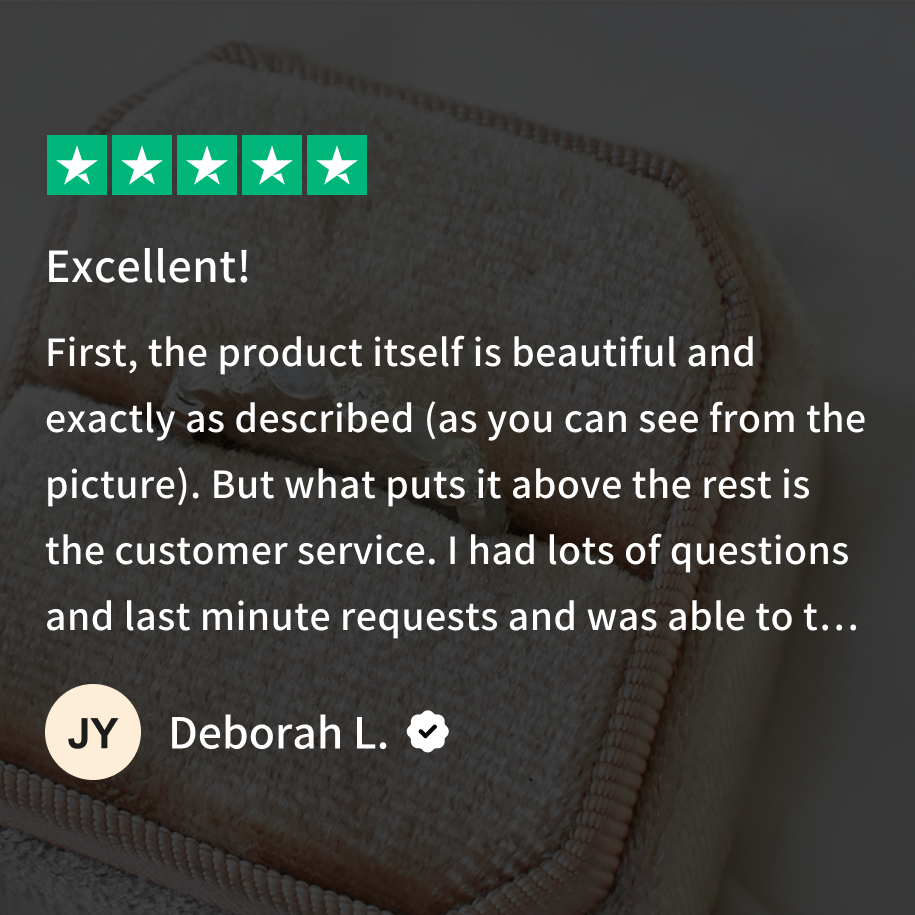 Excellent!
First, the product itself is beautiful and
exactly as described (as you can see from the
picture). But what puts it above the rest is
the customer service. I had lots of questions
and last minute requests and was able to t...
JY
Deborah L.